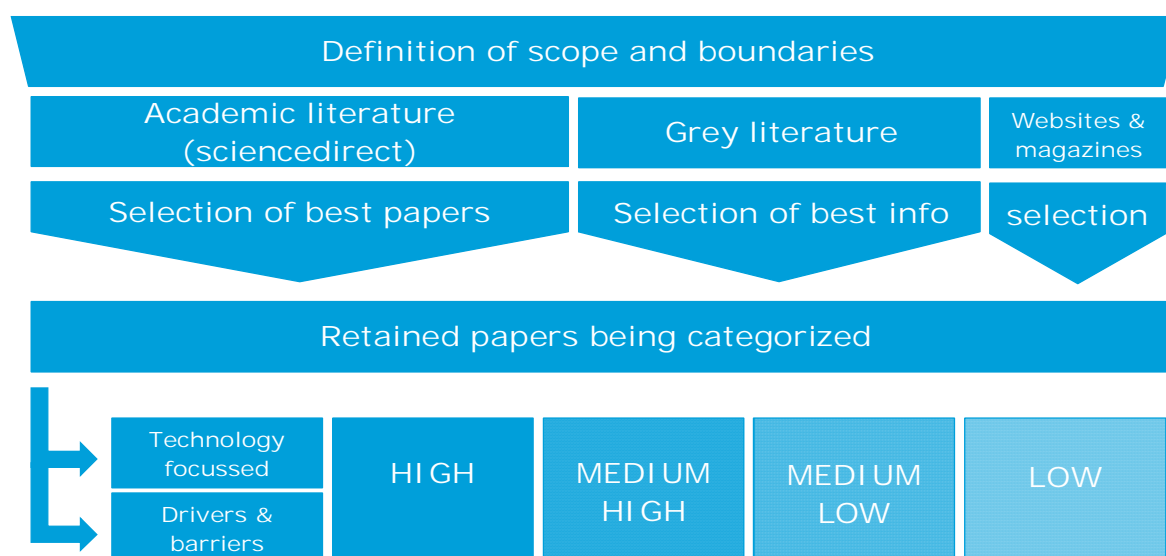 Definition of scope and boundaries
Academic literature
(sciencedirect)
Grey literature
Websites &
magazines
Selection of best papers
Selection of best info
selection
Retained papers being categorized
Technology
focussed
Drivers &
barriers
HIGH
MEDIUM
HIGH
MEDIUM
LOW
LOW